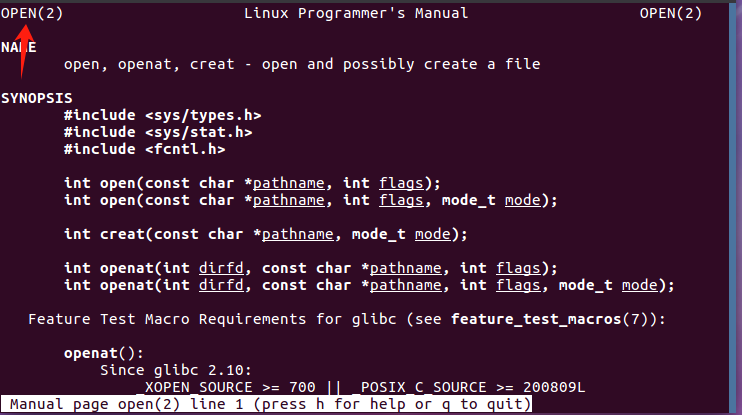 OPEN(2) Linux Programmer's Manual OPEN(2)
NAME
open, openat, creat - open and possibly create a file
SYNOPSIS
#include <sys/types.h>
#include <sys/stat.h>
#include <fcntl.h>
int open(const char *pathname, int flags);
int open(const char *pathname, int flags, mode_t mode);
int creat(const char *pathname, mode_t mode);
int openat(int dirfd, const char *pathname, int flags);
int openat(int dirfd, const char *pathname, int flags, mode_t mode);
Feature Test Macro Requirements for glibc (see feature_test_macros(7)):
openat():
Since glibc 2.10:
_XOPEN_SOURCE >= 700 || _POSIX_C_SOURCE >= 200809L
Manual page open(2) line 1 (press h for help or q to quit)